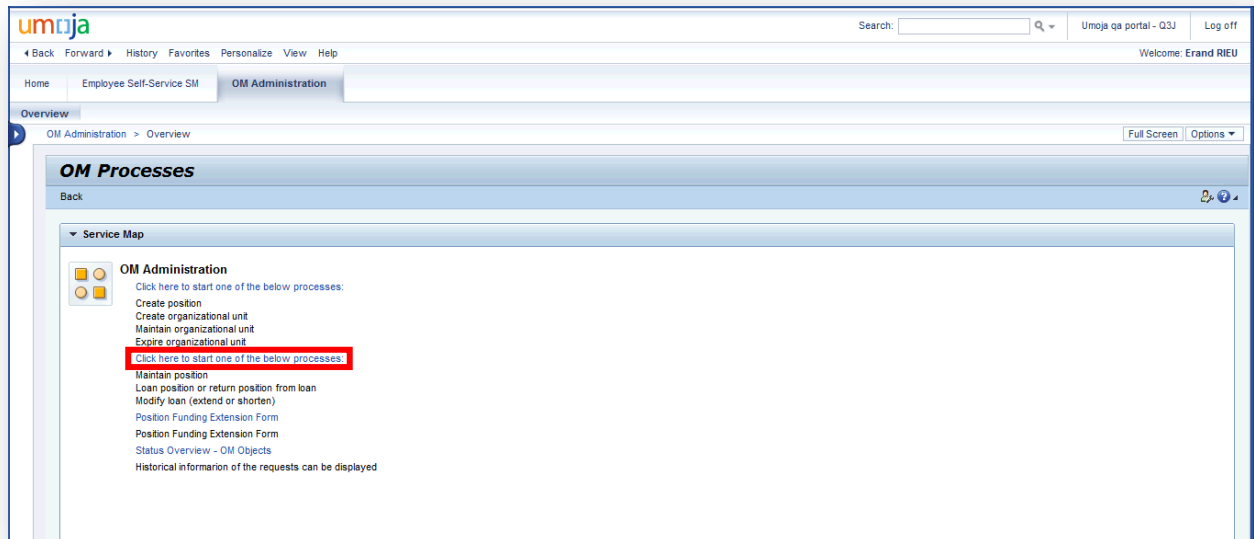 umoja
Search:
Umoja qa portal - Q3J
Log off
Back Forward History Favorites Personalize View Help
Welcome: Erand RIEU
Home Employee Self-Service SM OM Administration
Overview
OM Administration > Overview
Full Screen Options
OM Processes
Back
Service Map
OM Administration
Click here to start one of the below processes:
Create position
Create organizational unit
Maintain organizational unit
Expire organizational unit
Click here to start one of the below processes:
Maintain position
Loan position or return position from loan
Modify loan (extend or shorten)
Position Funding Extension Form
Position Funding Extension Form
Status Overview - OM Objects
Historical informarion of the requests can be displayed